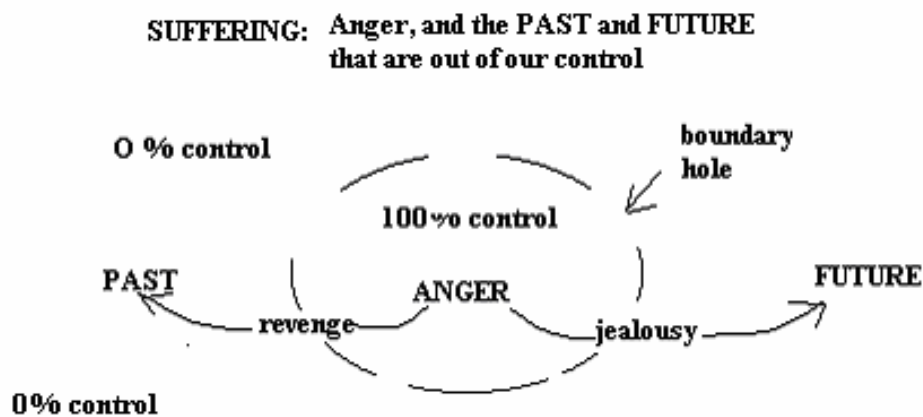 SUFFERING: Anger, and the PAST and FUTURE
that are out of our control
0 % control
boundary
hole
100% control
PAST
ANGER
FUTURE
revenge
jealousy
0% control